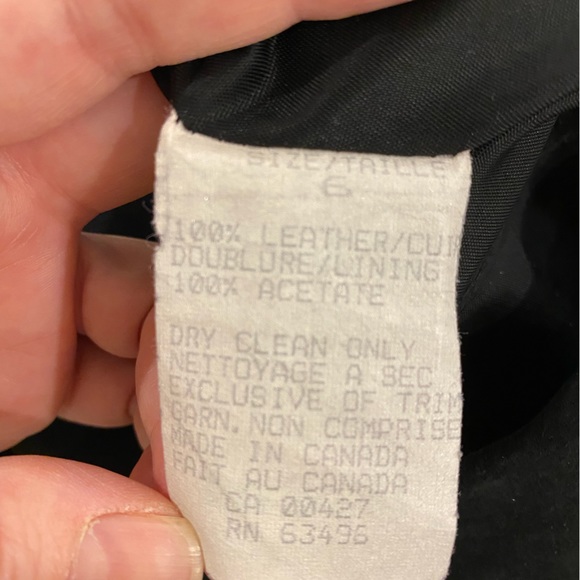 SIZE/TAILLE
6
100% LEATHER/CUI
DOUBLURE/LINING
100% ACETATE
DRY CLEAN ONLY
NETTOYAGE A SEC
EXCLUSIVE OF TRIM
GARN. NON COMPRISE
MADE IN CANADA
FAIT AU CANADA
CA 00427
RN 63496